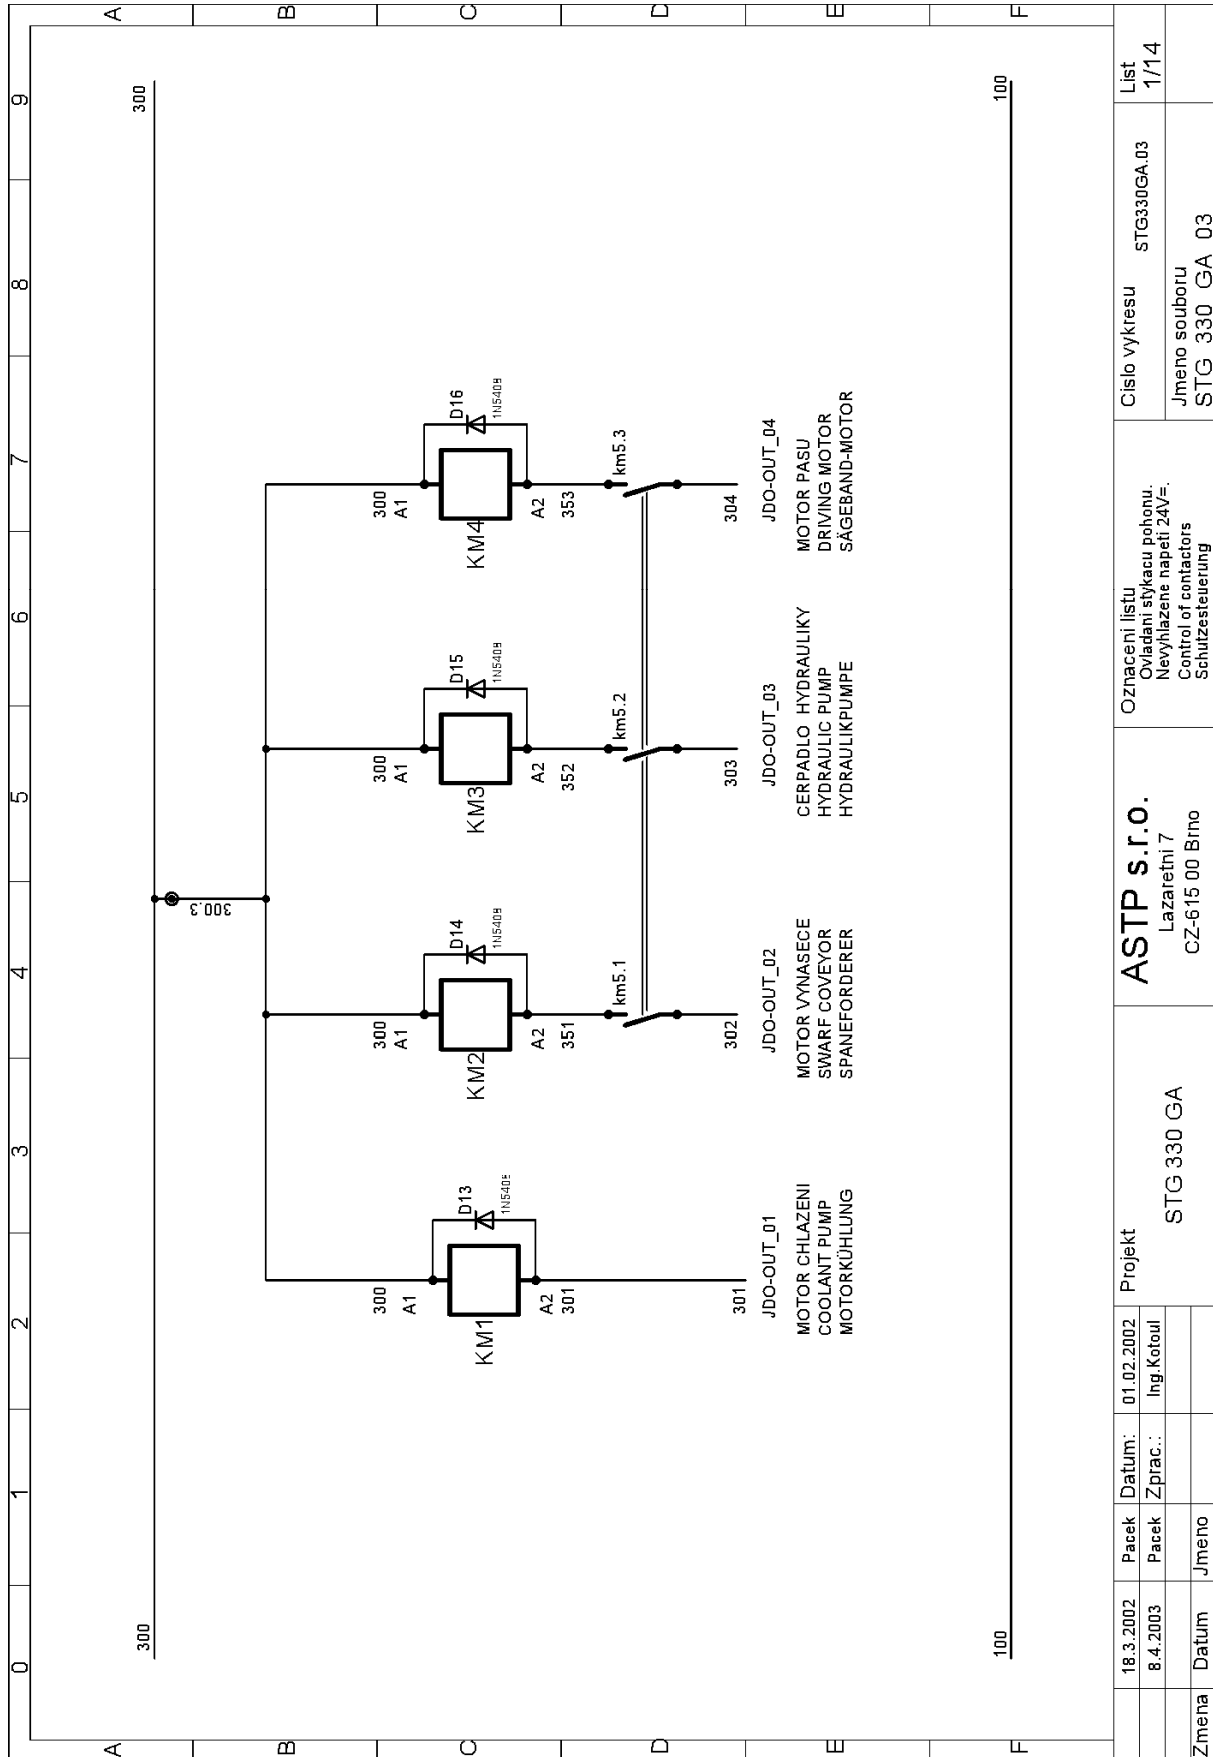 0 1 2 3 4 5 6 7 8 9
A A
B B
C C
D D
E E
F F
300 300
300.3
300 300 300 300
A1 A1 A1 A1
KM1 D13
KM2 D14 1N5408
KM3 D15 1N5408
KM4 D16 1N5408
A2 A2 A2 A2
301 351 352 353
km5.1 km5.2 km5.3
301 302 303 304
JDO-OUT_01 JDO-OUT_02 JDO-OUT_03 JDO-OUT_04
MOTOR CHLAZENI
COOLANT PUMP
MOTORKÜHLUNG
MOTOR VYNASECE
SWARF COVEYOR
SPANEFORDERER
CERPADLO HYDRAULIKY
HYDRAULIC PUMP
HYDRAULIKPUMPE
MOTOR PASU
DRIVING MOTOR
SÄGEBAND-MOTOR
100 100
18.3.2002 Pacek Datum: 01.02.2002
8.4.2003 Pacek Zprac.: Ing.Kotoul
Zmena Datum Jmeno
Projekt
STG 330 GA
ASTP s.r.o.
Lazaretni 7
CZ-615 00 Brno
Oznaceni listu
Ovladani stykacu pohonu.
Nevyhlazene napeti 24V=.
Control of contactors
Schutzesteuerung
Cislo vykresu
STG330GA.03
Jmeno souboru
STG 330 GA 03
List
1/14